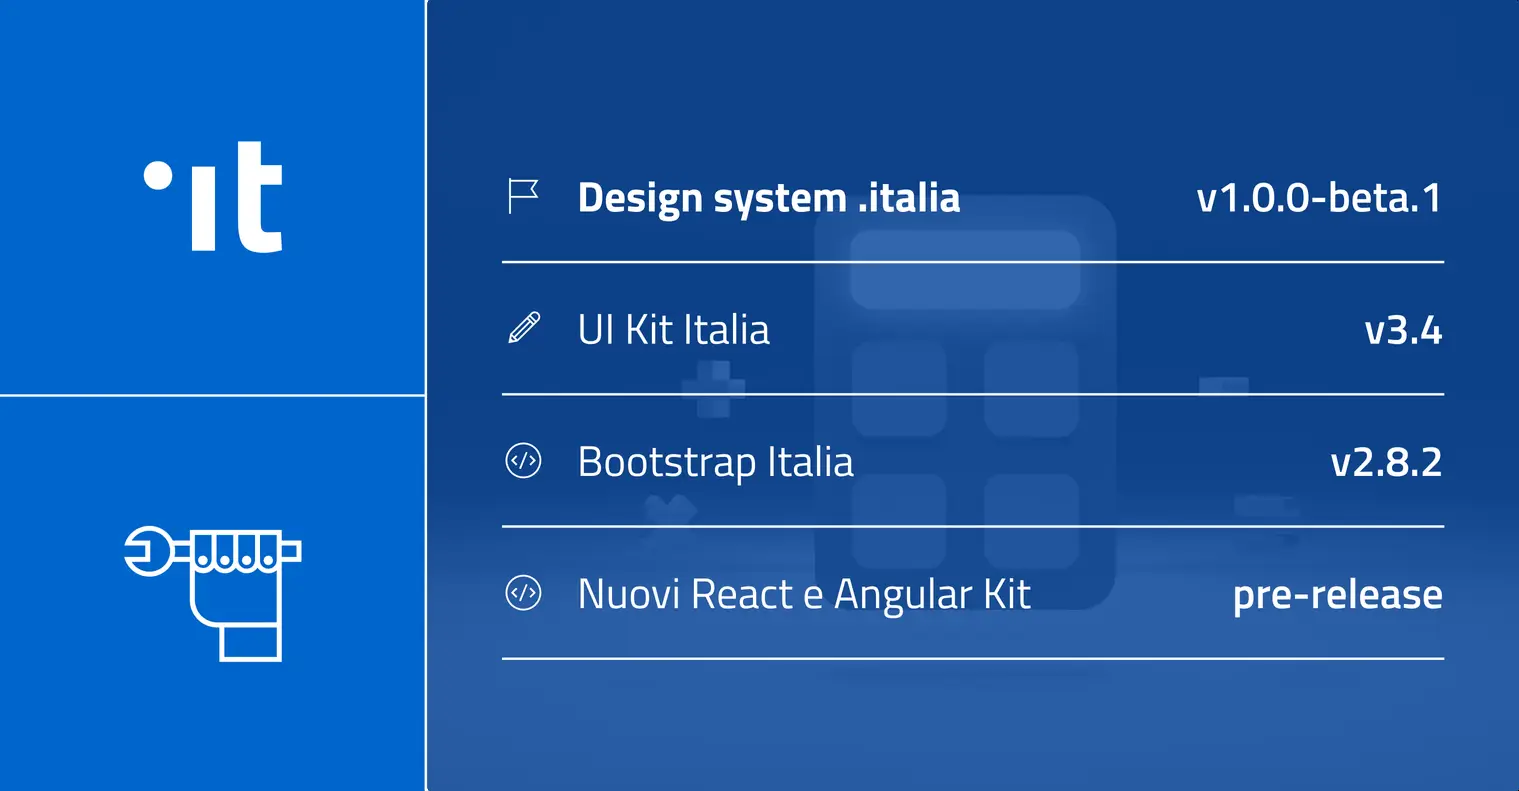 it
Design system .italia v1.0.0-beta.1
UI Kit Italia v3.4
Bootstrap Italia v2.8.2
Nuovi React e Angular Kit pre-release